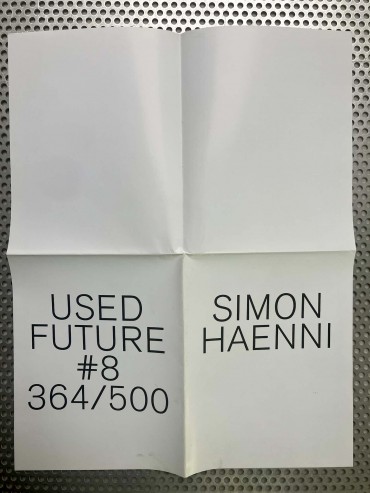 USED
FUTURE
#8
364/500
SIMON
HAENNI